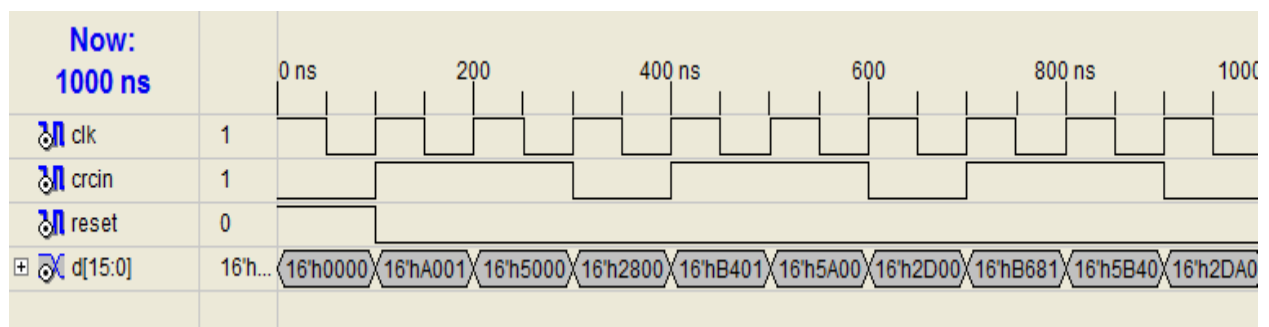 Now:
1000 ns
0 ns 200 400 ns 600 800 ns 1000
clk 1
crcin 1
reset 0
d[15:0] 16'h... 16'h0000 16'hA001 16'h5000 16'h2800 16'hB401 16'h5A00 16'h2D00 16'hB681 16'h5B40 16'h2DA0